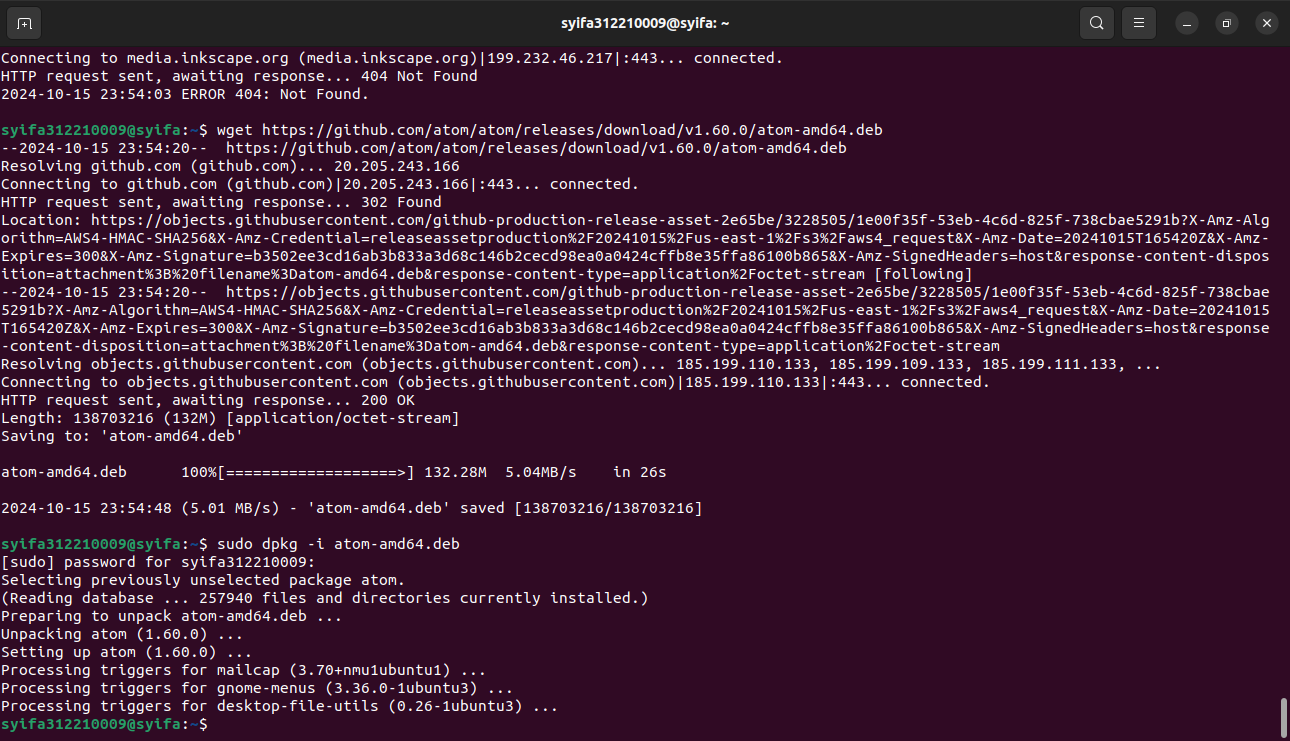 syifa312210009@syifa: ~
Connecting to media.inkscape.org (media.inkscape.org)|199.232.46.217|:443... connected.
HTTP request sent, awaiting response... 404 Not Found
2024-10-15 23:54:03 ERROR 404: Not Found.
syifa312210009@syifa:~$ wget https://github.com/atom/atom/releases/download/v1.60.0/atom-amd64.deb
--2024-10-15 23:54:20--  https://github.com/atom/atom/releases/download/v1.60.0/atom-amd64.deb
Resolving github.com (github.com)... 20.205.243.166
Connecting to github.com (github.com)|20.205.243.166|:443... connected.
HTTP request sent, awaiting response... 302 Found
Location: https://objects.githubusercontent.com/github-production-release-asset-2e65be/3228505/1e00f35f-53eb-4c6d-825f-738cbae5291b?X-Amz-Alg
orithm=AWS4-HMAC-SHA256&X-Amz-Credential=releaseassetproduction%2F20241015%2Fus-east-1%2Fs3%2Faws4_request&X-Amz-Date=20241015T165420Z&X-Amz-
Expires=300&X-Amz-Signature=b3502ee3cd16ab3b833a3d68c146b2cecd98ea0a0424cffb8e35ffa86100b865&X-Amz-SignedHeaders=host&response-content-dispos
ition=attachment%3B%20filename%3Datom-amd64.deb&response-content-type=application%2Foctet-stream [following]
--2024-10-15 23:54:20--  https://objects.githubusercontent.com/github-production-release-asset-2e65be/3228505/1e00f35f-53eb-4c6d-825f-738cbae
5291b?X-Amz-Algorithm=AWS4-HMAC-SHA256&X-Amz-Credential=releaseassetproduction%2F20241015%2Fus-east-1%2Fs3%2Faws4_request&X-Amz-Date=20241015
T165420Z&X-Amz-Expires=300&X-Amz-Signature=b3502ee3cd16ab3b833a3d68c146b2cecd98ea0a0424cffb8e35ffa86100b865&X-Amz-SignedHeaders=host&response
-content-disposition=attachment%3B%20filename%3Datom-amd64.deb&response-content-type=application%2Foctet-stream
Resolving objects.githubusercontent.com (objects.githubusercontent.com)... 185.199.110.133, 185.199.109.133, 185.199.111.133, ...
Connecting to objects.githubusercontent.com (objects.githubusercontent.com)|185.199.110.133|:443... connected.
HTTP request sent, awaiting response... 200 OK
Length: 138703216 (132M) [application/octet-stream]
Saving to: 'atom-amd64.deb'
atom-amd64.deb      100%[===================>] 132.28M  5.04MB/s    in 26s
2024-10-15 23:54:48 (5.01 MB/s) - 'atom-amd64.deb' saved [138703216/138703216]
syifa312210009@syifa:~$ sudo dpkg -i atom-amd64.deb
[sudo] password for syifa312210009:
Selecting previously unselected package atom.
(Reading database ... 257940 files and directories currently installed.)
Preparing to unpack atom-amd64.deb ...
Unpacking atom (1.60.0) ...
Setting up atom (1.60.0) ...
Processing triggers for mailcap (3.70+nmu1ubuntu1) ...
Processing triggers for gnome-menus (3.36.0-1ubuntu3) ...
Processing triggers for desktop-file-utils (0.26-1ubuntu3) ...
syifa312210009@syifa:~$